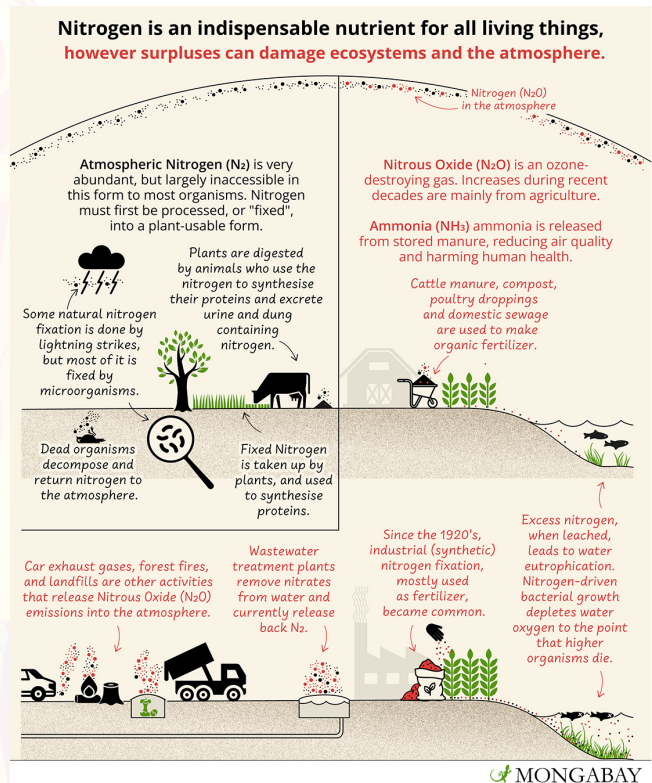 Nitrogen is an indispensable nutrient for all living things,
however surpluses can damage ecosystems and the atmosphere.
Nitrogen (N₂O)
in the atmosphere
Atmospheric Nitrogen (N₂) is very
abundant, but largely inaccessible in
this form to most organisms. Nitrogen
must first be processed, or "fixed",
into a plant-usable form.
Plants are digested
by animals who use the
nitrogen to synthesise
their proteins and excrete
urine and dung
containing
nitrogen.
Some natural nitrogen
fixation is done by
lightning strikes,
but most of it is
fixed by
microorganisms.
Dead organisms
decompose and
return nitrogen to
the atmosphere.
Fixed Nitrogen
is taken up by
plants, and used
to synthesise
proteins.
Nitrous Oxide (N₂O) is an ozone-
destroying gas. Increases during recent
decades are mainly from agriculture.
Ammonia (NH₃) ammonia is released
from stored manure, reducing air quality
and harming human health.
Cattle manure, compost,
poultry droppings
and domestic sewage
are used to make
organic fertilizer.
Car exhaust gases, forest fires,
and landfills are other activities
that release Nitrous Oxide (N₂O)
emissions into the atmosphere.
Wastewater
treatment plants
remove nitrates
from water and
currently release
back N₂.
Since the 1920's,
industrial (synthetic)
nitrogen fixation,
mostly used
as fertilizer,
became common.
Excess nitrogen,
when leached,
leads to water
eutrophication.
Nitrogen-driven
bacterial growth
depletes water
oxygen to the point
that higher
organisms die.
MONGABAY